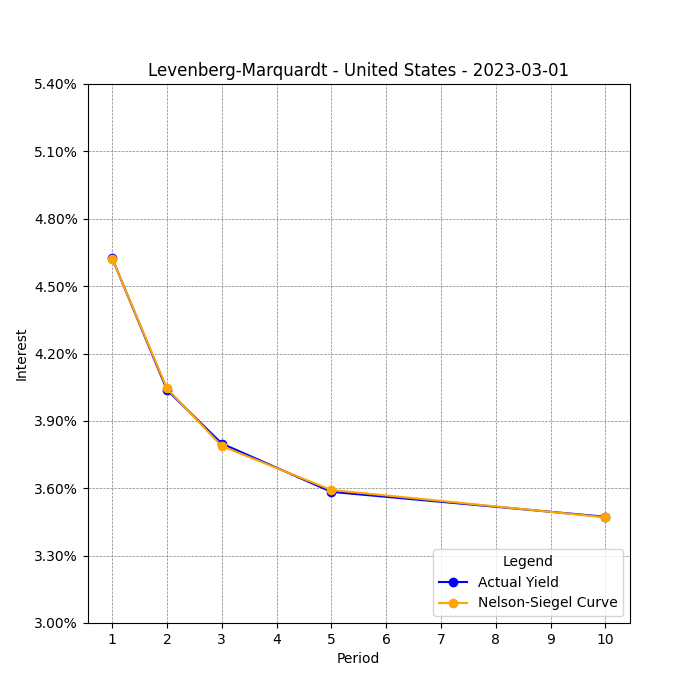 Levenberg-Marquardt - United States - 2023-03-01
5.40%
5.10%
4.80%
4.50%
4.20%
3.90%
3.60%
3.30%
3.00%
Interest
1 2 3 4 5 6 7 8 9 10
Period
Legend
Actual Yield
Nelson-Siegel Curve